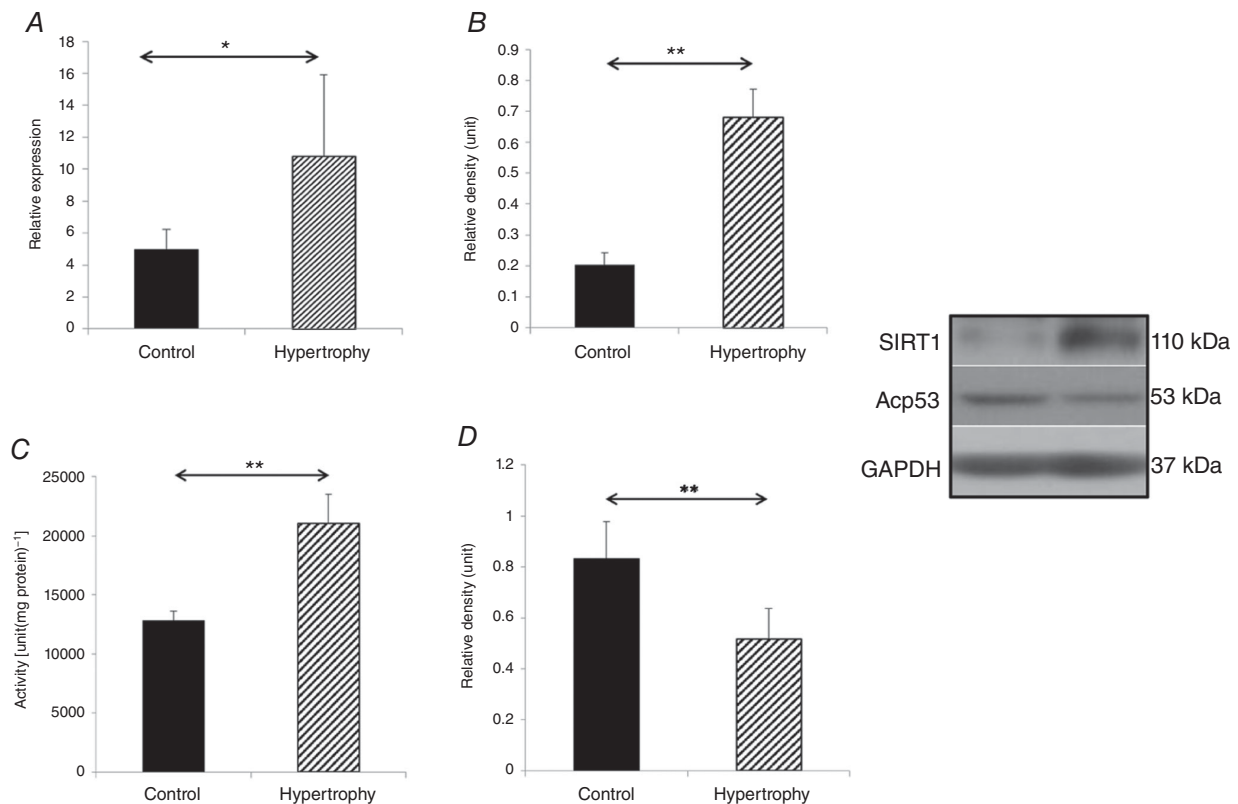 A
Relative expression
18
16
14
12
10
8
6
4
2
0
*
Control Hypertrophy
B
Relative density (unit)
0.9
0.8
0.7
0.6
0.5
0.4
0.3
0.2
0.1
0
**
Control Hypertrophy
SIRT1 110 kDa
Acp53 53 kDa
GAPDH 37 kDa
C
Activity [unit(mg protein)⁻¹]
25000
20000
15000
10000
5000
0
**
Control Hypertrophy
D
Relative density (unit)
1.2
1
0.8
0.6
0.4
0.2
0
**
Control Hypertrophy